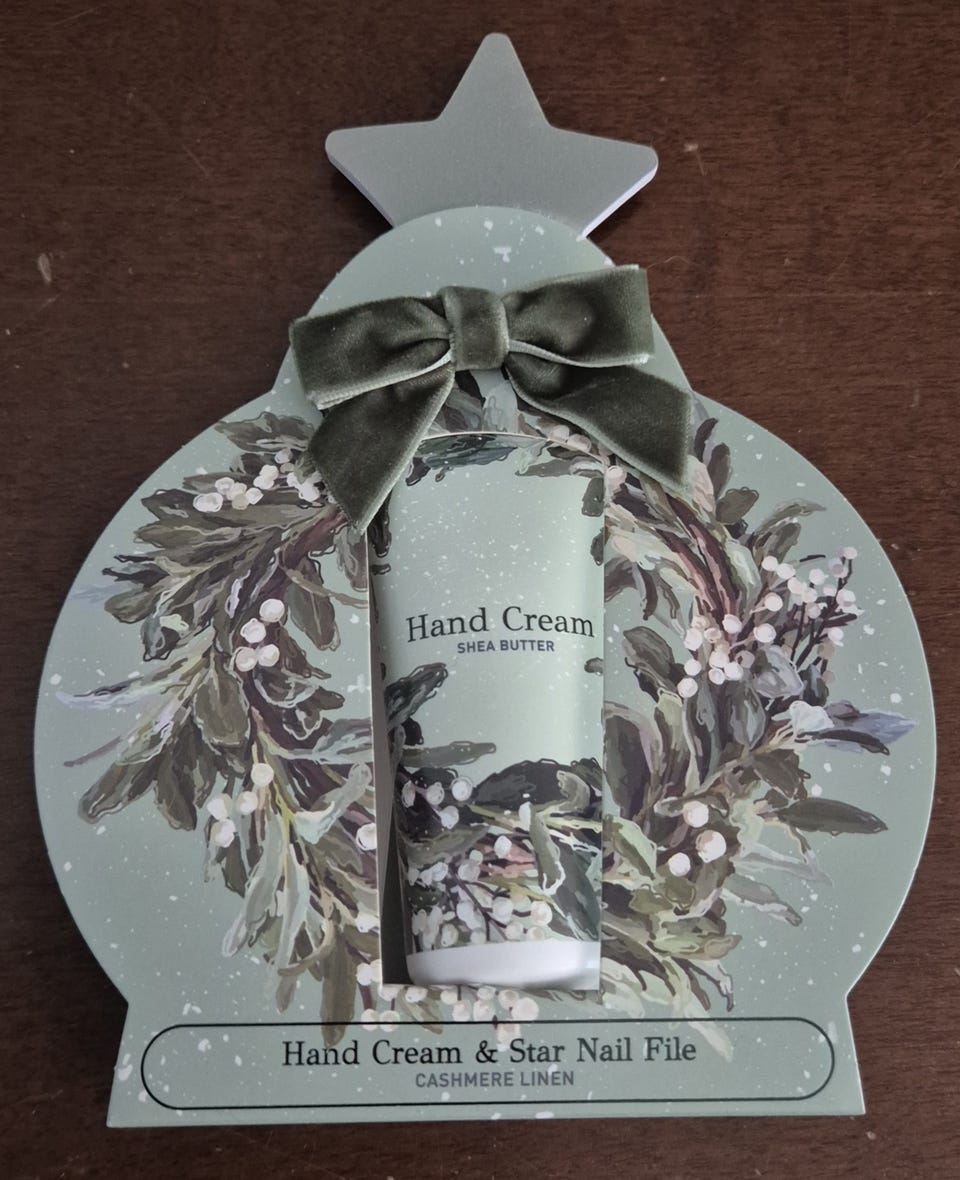 Hand Cream
SHEA BUTTER
Hand Cream & Star Nail File
CASHMERE LINEN